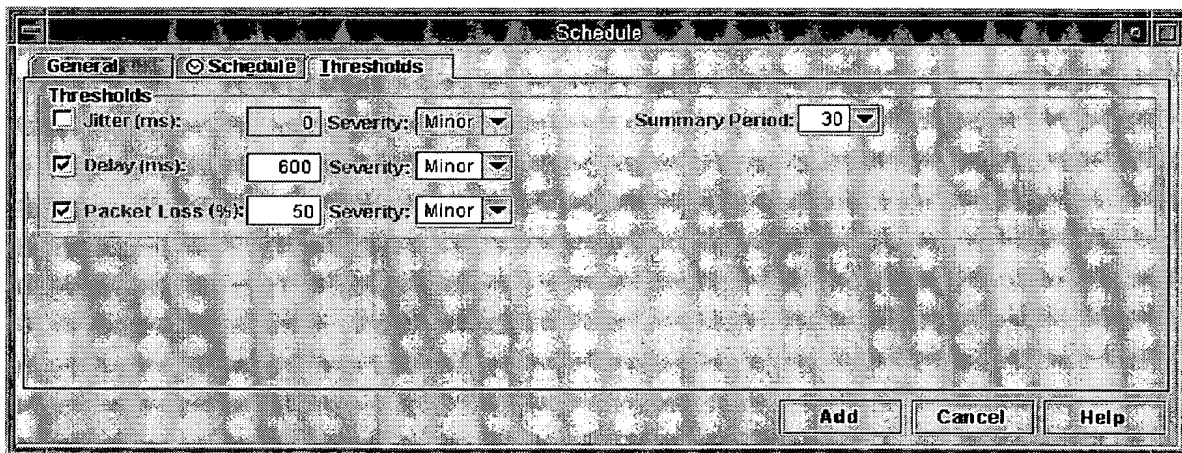 Schedule
General Schedule Thresholds
Thresholds
Jitter (ms): 0 Severity: Minor Summary Period: 30
Delay (ms): 600 Severity: Minor
Packet Loss (%): 50 Severity: Minor
Add Cancel Help